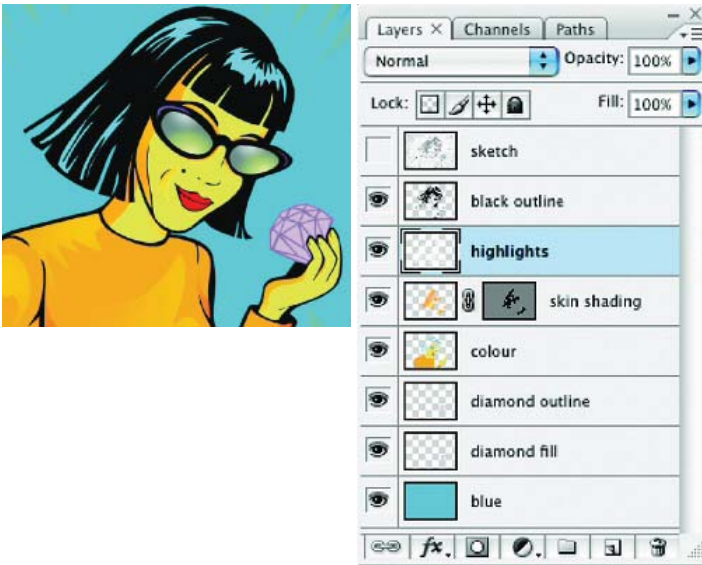 Layers × Channels Paths
Normal Opacity: 100%
Lock: Fill: 100%
sketch
black outline
highlights
skin shading
colour
diamond outline
diamond fill
blue
fx.